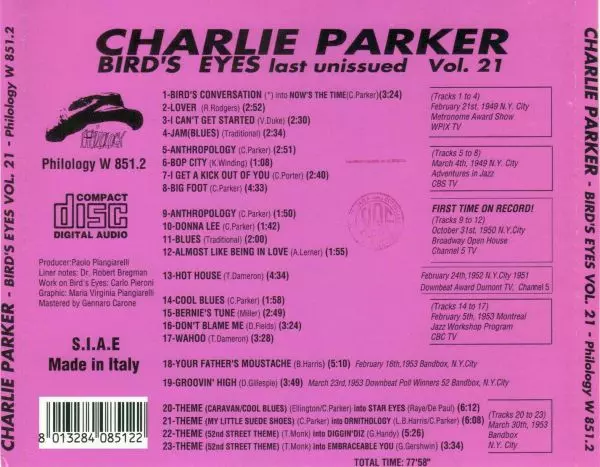 CHARLIE PARKER
BIRD'S EYES last unissued Vol. 21
CHARLIE PARKER - BIRD'S EYES VOL. 21 - Philology W 851.2
Philology
Philology W 851.2
COMPACT
disc
DIGITAL AUDIO
Producer:Paolo Piangiarelli
Liner notes: Dr. Robert Bregman
Work on Bird's Eyes: Carlo Pieroni
Graphic: Maria Virginia Piangiarelli
Mastered by Gennaro Carone
S.I.A.E
Made in Italy
8 013284 085122
1-BIRD'S CONVERSATION (*) into NOW'S THE TIME(C.Parker)(3:24)
2-LOVER (R.Rodgers) (2:52)
3-I CAN'T GET STARTED (V.Duke) (2:30)
4-JAM(BLUES) (Traditional) (2:34)
(Tracks 1 to 4)
February 21st, 1949 N.Y. City
Metronome Award Show
WPIX TV
5-ANTHROPOLOGY (C.Parker) (2:51)
6-BOP CITY (K.Winding) (1:08)
7-I GET A KICK OUT OF YOU (C.Porter) (2:40)
8-BIG FOOT (C.Parker) (4:33)
(Tracks 5 to 8)
March 4th, 1949 N.Y. City
Adventures in Jazz
CBS TV
9-ANTHROPOLOGY (C.Parker) (1:50)
10-DONNA LEE (C.Parker) (1:42)
11-BLUES (Traditional) (2:00)
12-ALMOST LIKE BEING IN LOVE (A.Lerner) (1:55)
FIRST TIME ON RECORD!
(Tracks 9 to 12)
October 31st, 1950 N.Y. City
Broadway Open House
Channel 5 TV
13-HOT HOUSE (T.Dameron) (4:34)
February 24th, 1952 N.Y. City 1951
Downbeat Award Dumont TV, Channel 5
14-COOL BLUES (C.Parker) (1:58)
15-BERNIE'S TUNE (Miller) (2:49)
16-DON'T BLAME ME (D.Fields) (3:24)
17-WAHOO (T.Dameron) (3:28)
(Tracks 14 to 17)
February 5th, 1953 Montreal
Jazz Workshop Program
CBC TV
18-YOUR FATHER'S MOUSTACHE (B.Harris) (5:10) February 16th,1953 Bandbox, N.Y.City
19-GROOVIN' HIGH (D.Gillespie) (3:49) March 23rd,1953 Downbeat Poll Winners 52 Bandbox, N.Y.City
20-THEME (CARAVAN/COOL BLUES) (Ellington/C.Parker) into STAR EYES (Raye/De Paul) (6:12)
21-THEME (MY LITTLE SUEDE SHOES) (C.Parker) into ORNITHOLOGY (L.B.Harris/C.Parker) (6:08)
22-THEME (52nd STREET THEME) (T.Monk) into DIGGIN'DIZ (G.Handy) (5:26)
23-THEME (52nd STREET THEME) (T.Monk) into EMBRACEABLE YOU (G.Gershwin) (3:34)
(Tracks 20 to 23)
March 30th, 1953
Bandbox
N.Y. City
TOTAL TIME: 77'58"
CHARLIE PARKER - BIRD'S EYES VOL. 21 - Philology W 851.2